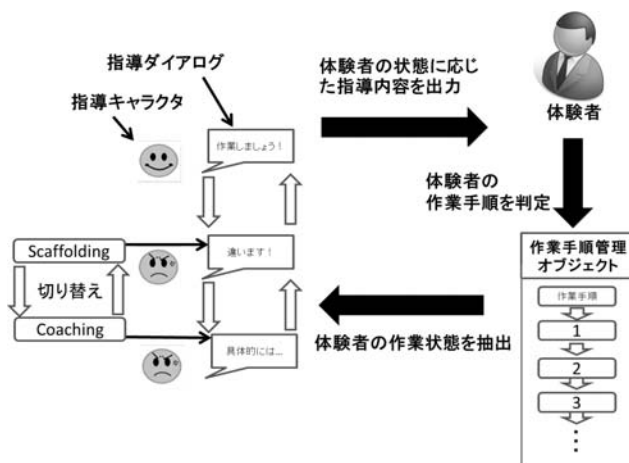 指導ダイアログ
指導キャラクタ
作業しましょう！
体験者の状態に応じ
た指導内容を出力
体験者
体験者の
作業手順を判定
Scaffolding
切り替え
Coaching
違います！
具体的には…
体験者の作業状態を抽出
作業手順管理
オブジェクト
作業手順
1
2
3